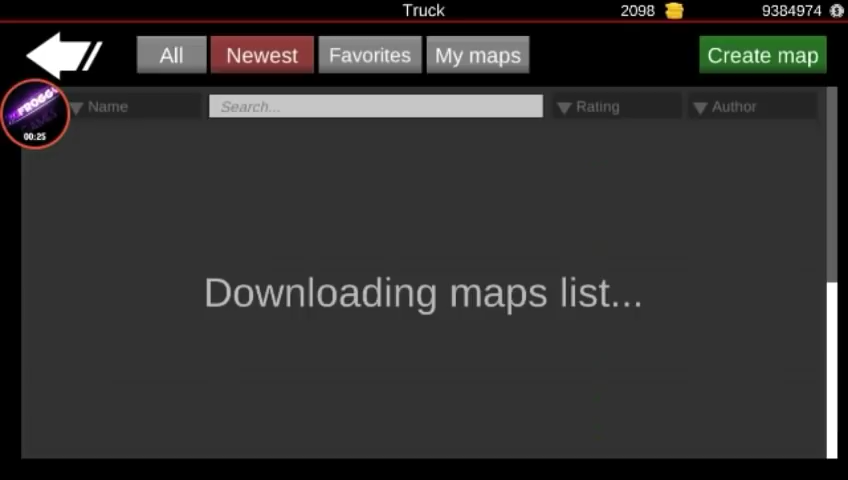 Truck
2098
9384974
All
Newest
Favorites
My maps
Create map
Name
Search...
Rating
Author
FROGG
00:25
Downloading maps list...